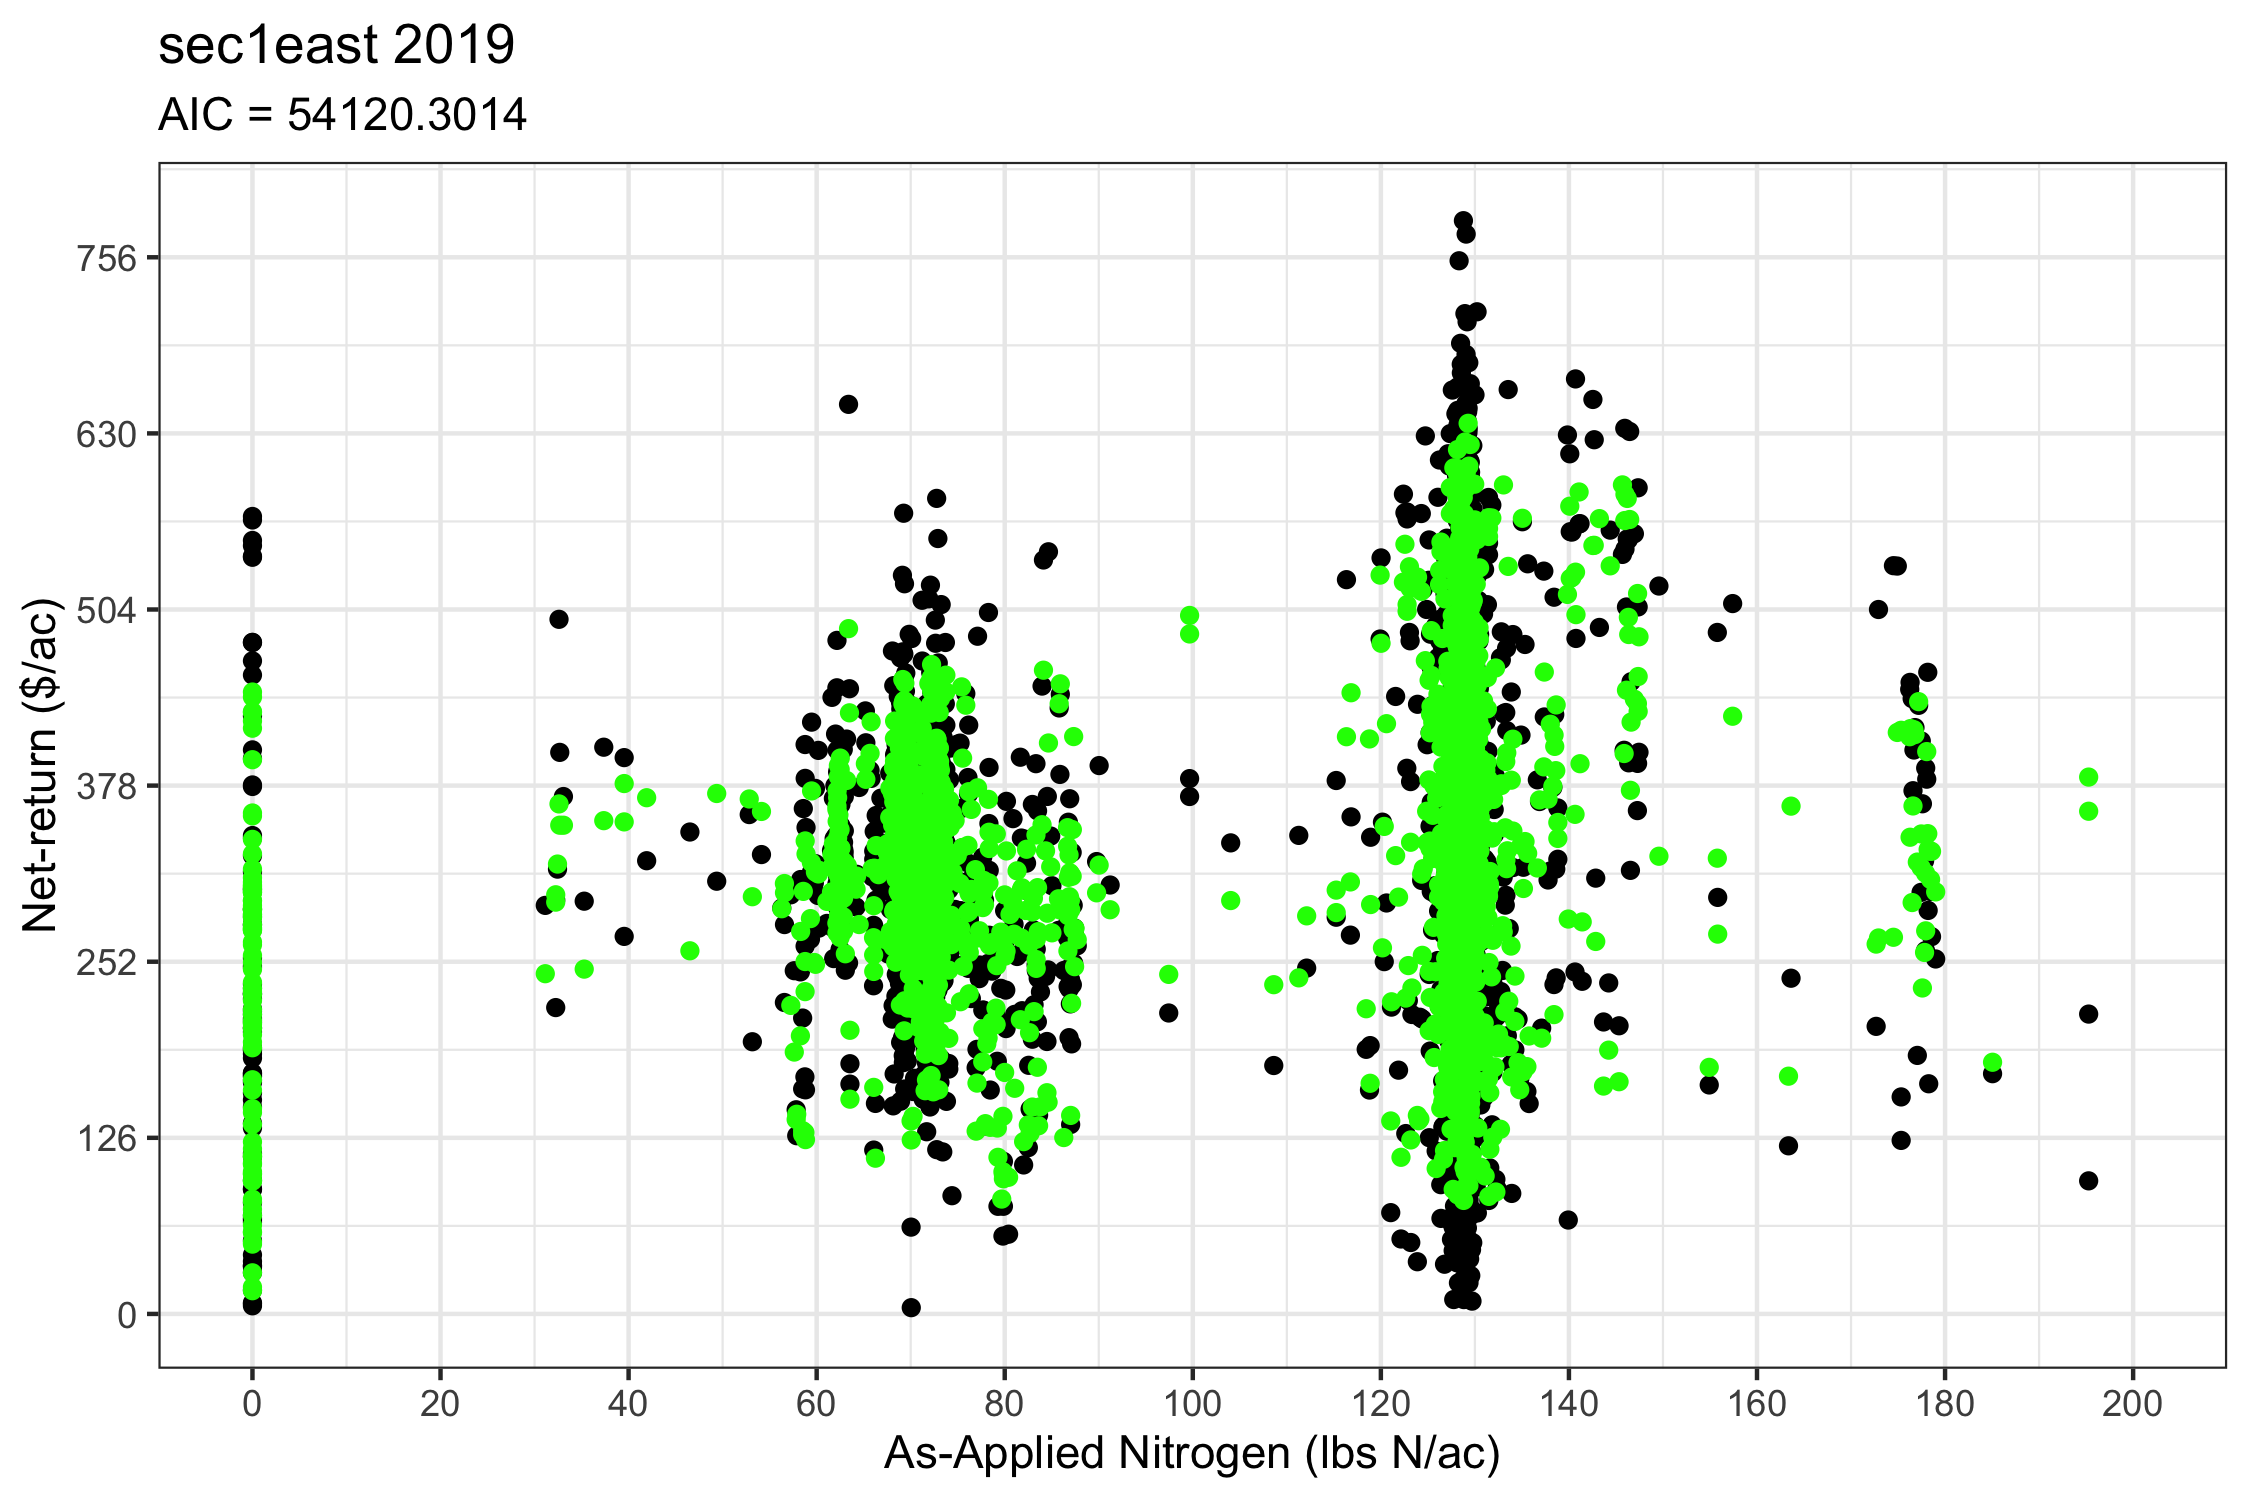 sec1east 2019
AIC = 54120.3014
Net-return ($/ac)
756
630
504
378
252
126
0
0 20 40 60 80 100 120 140 160 180 200
As-Applied Nitrogen (lbs N/ac)